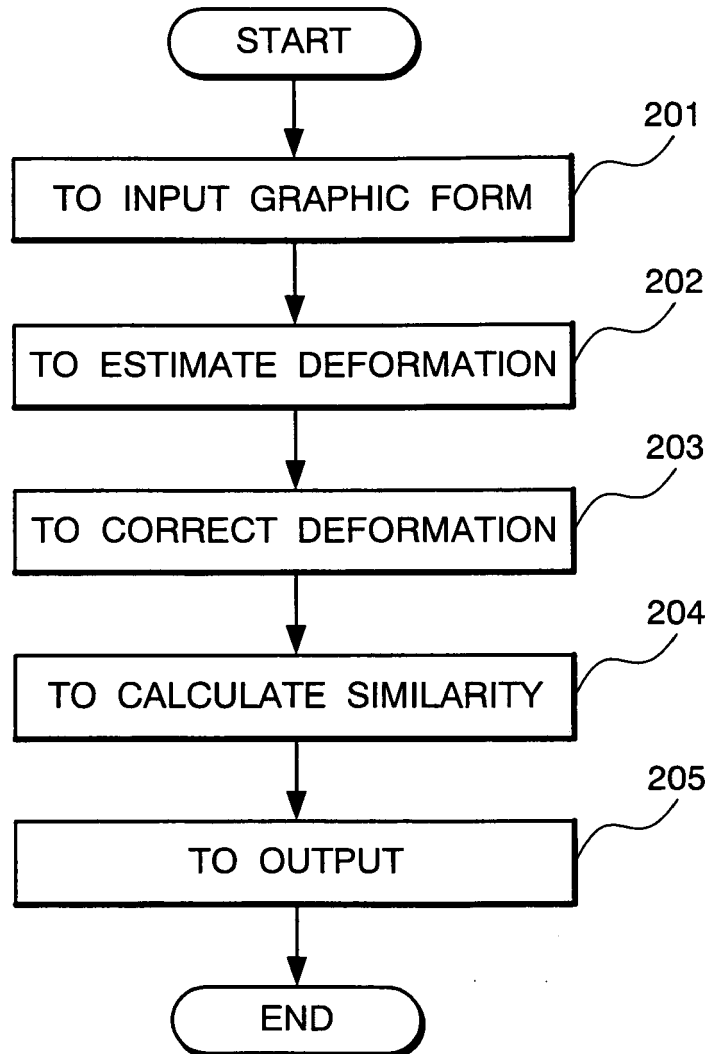 START
201
TO INPUT GRAPHIC FORM
202
TO ESTIMATE DEFORMATION
203
TO CORRECT DEFORMATION
204
TO CALCULATE SIMILARITY
205
TO OUTPUT
END